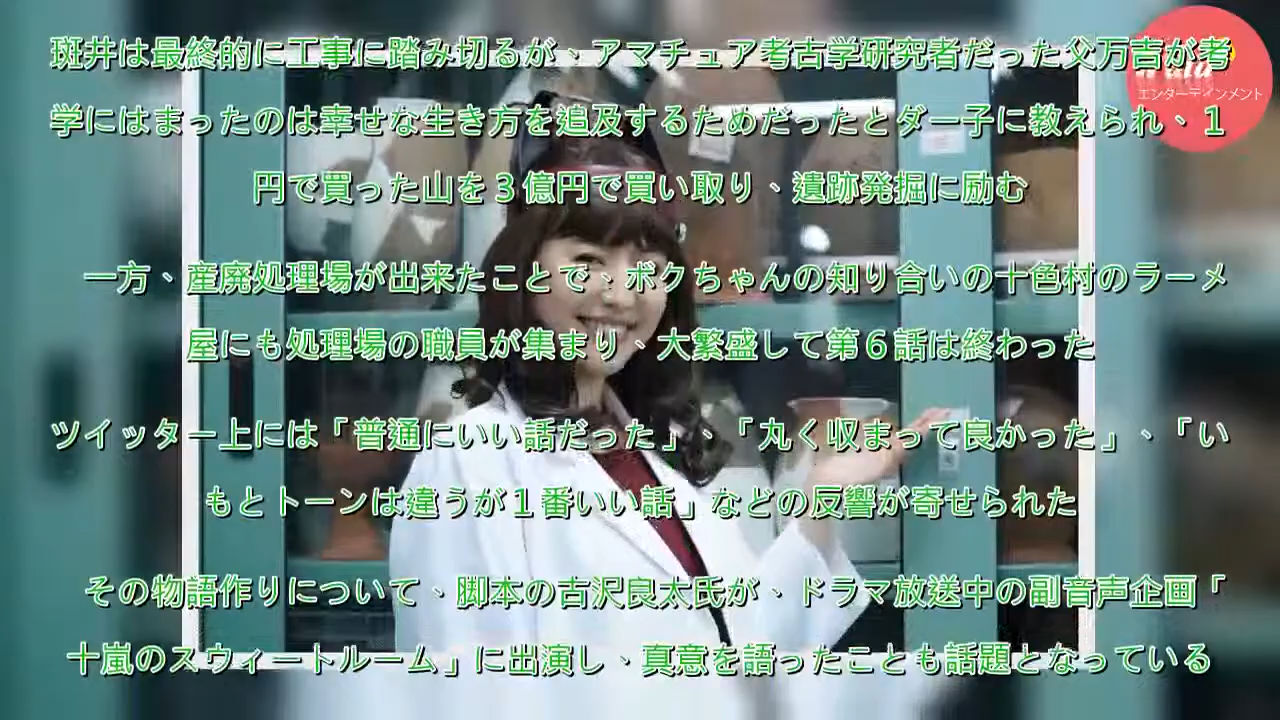 斑井は最終的に工事に踏み切るが、アマチュア考古学研究者だった父万吉が考
学にはまったのは幸せな生き方を追及するためだったとダー子に教えられ、１
円で買った山を３億円で買い取り、遺跡発掘に励む
一方、産廃処理場が出来たことで、ボクちゃんの知り合いの十色村のラーメ
屋にも処理場の職員が集まり、大繁盛して第６話は終わった
ツイッター上には「普通にいい話だった」、「丸く収まって良かった」、「い
もとトーンは違うが１番いい話」などの反響が寄せられた
その物語作りについて、脚本の古沢良太氏が、ドラマ放送中の副音声企画「
十嵐のスウィートルーム」に出演し、真意を語ったことも話題となっている
エンターテインメント